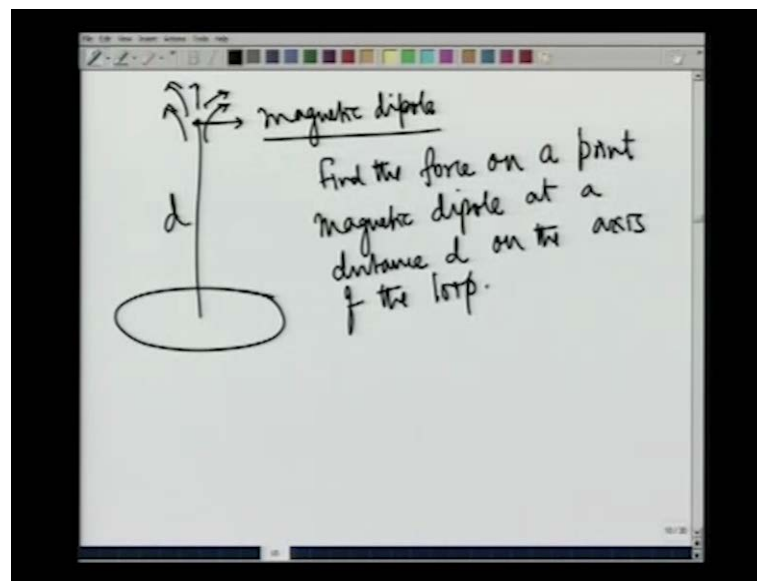 magnetic dipole
Find the force on a point
magnetic dipole at a
distance d on the axis
of the loop.
d